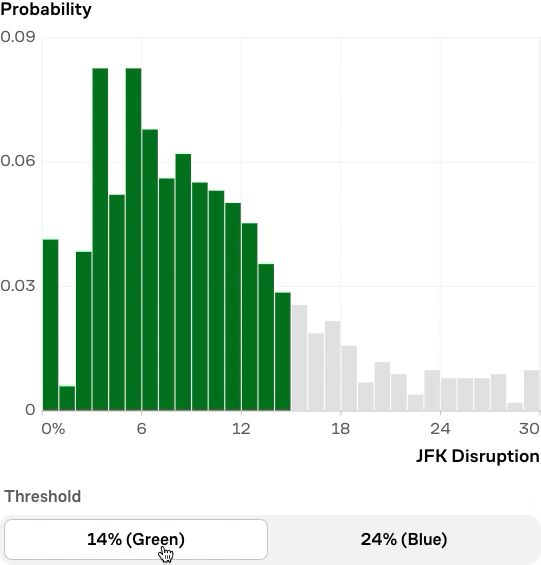 Probability
0.09
0.06
0.03
0
0% 6 12 18 24 30
JFK Disruption
Threshold
14% (Green) 24% (Blue)